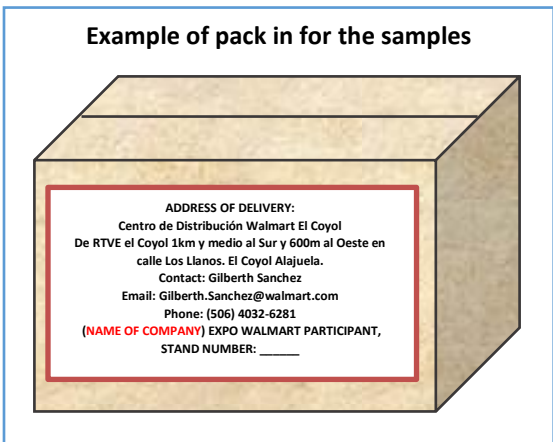 Example of pack in for the samples
ADDRESS OF DELIVERY:
Centro de Distribución Walmart El Coyol
De RTVE el Coyol 1km y medio al Sur y 600m al Oeste en
calle Los Llanos. El Coyol Alajuela.
Contact: Gilberth Sanchez
Email: Gilberth.Sanchez@walmart.com
Phone: (506) 4032-6281
(NAME OF COMPANY) EXPO WALMART PARTICIPANT,
STAND NUMBER: ______